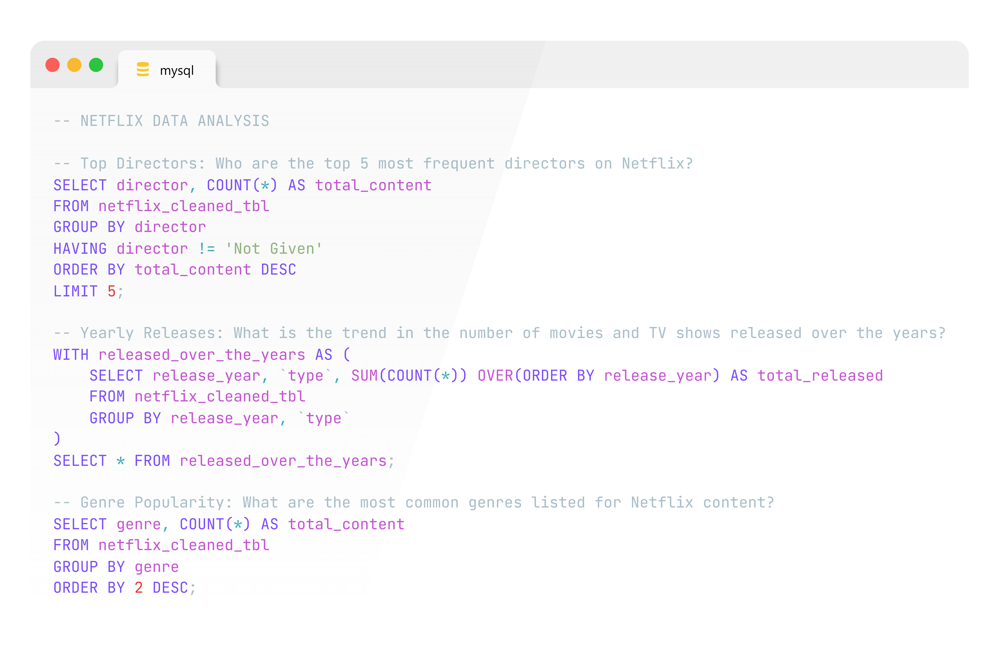 mysql
-- NETFLIX DATA ANALYSIS
-- Top Directors: Who are the top 5 most frequent directors on Netflix?
SELECT director, COUNT(*) AS total_content
FROM netflix_cleaned_tbl
GROUP BY director
HAVING director != 'Not Given'
ORDER BY total_content DESC
LIMIT 5;
-- Yearly Releases: What is the trend in the number of movies and TV shows released over the years?
WITH released_over_the_years AS (
    SELECT release_year, `type`, SUM(COUNT(*)) OVER(ORDER BY release_year) AS total_released
    FROM netflix_cleaned_tbl
    GROUP BY release_year, `type`
)
SELECT * FROM released_over_the_years;
-- Genre Popularity: What are the most common genres listed for Netflix content?
SELECT genre, COUNT(*) AS total_content
FROM netflix_cleaned_tbl
GROUP BY genre
ORDER BY 2 DESC;